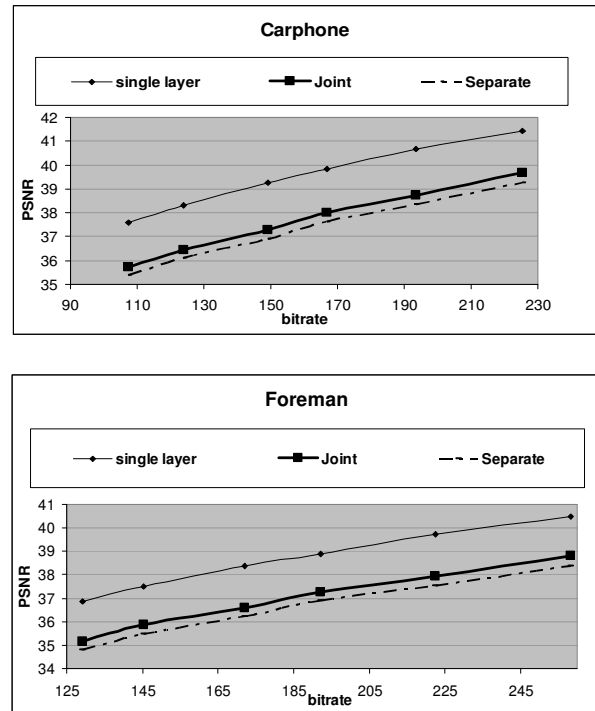 Carphone
single layer Joint Separate
42
41
40
39
38
37
36
35
PSNR
90 110 130 150 170 190 210 230
bitrate
Foreman
single layer Joint Separate
41
40
39
38
37
36
35
34
PSNR
125 145 165 185 205 225 245
bitrate